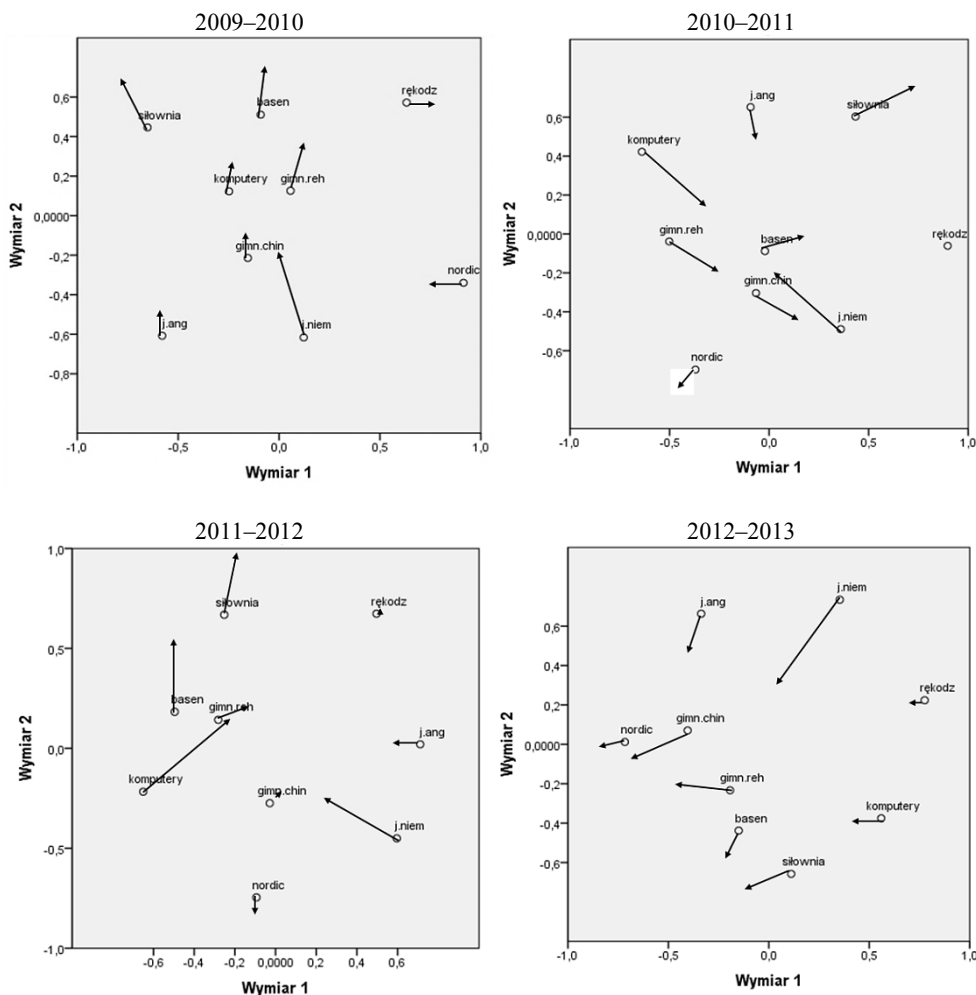 2009–2010
2010–2011
siłownia
basen
rękodz
komputery
gimn.reh
gimn.chin
nordic
j.ang
j.niem
0,6
0,4
0,2
0,0000
-0,2
-0,4
-0,6
-0,8
-1,0
-0,5
0,0
0,5
1,0
Wymiar 2
Wymiar 1
j.ang
siłownia
komputery
gimn.reh
basen
rękodz
gimn.chin
j.niem
nordic
0,6
0,4
0,2
0,0000
-0,2
-0,4
-0,6
-1,0
-0,5
0,0
0,5
1,0
Wymiar 2
Wymiar 1
2011–2012
2012–2013
siłownia
rękodz
basen
gimn.reh
j.ang
komputery
gimn.chin
j.niem
nordic
1,0
0,5
0,0
-0,5
-1,0
-0,6
-0,4
-0,2
0,0000
0,2
0,4
0,6
Wymiar 2
Wymiar 1
j.niem
j.ang
rękodz
gimn.chin
nordic
gimn.reh
komputery
basen
siłownia
0,6
0,4
0,2
0,0000
-0,2
-0,4
-0,6
-1,0
-0,5
0,0
0,5
1,0
Wymiar 2
Wymiar 1